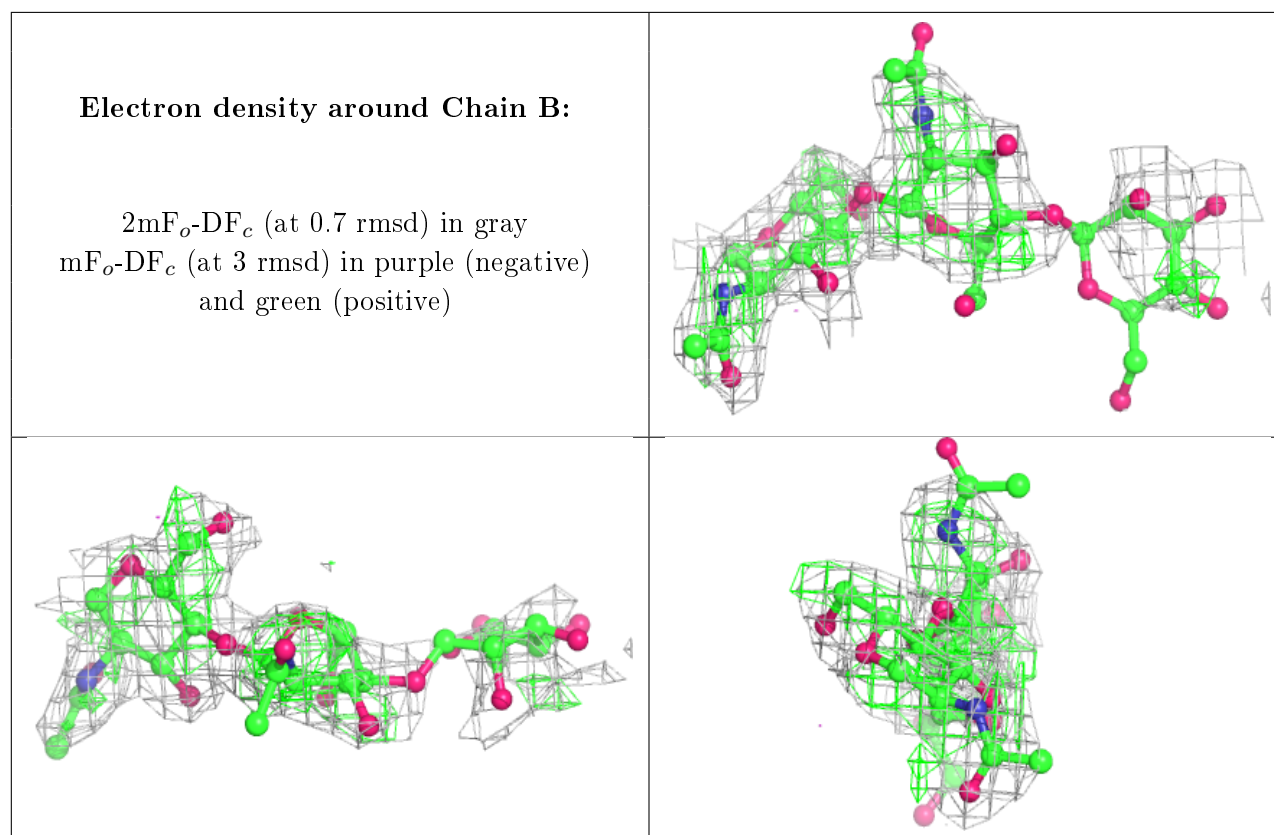 Electron density around Chain B:
2mFₒ-DF𝒸 (at 0.7 rmsd) in gray
mFₒ-DF𝒸 (at 3 rmsd) in purple (negative)
and green (positive)